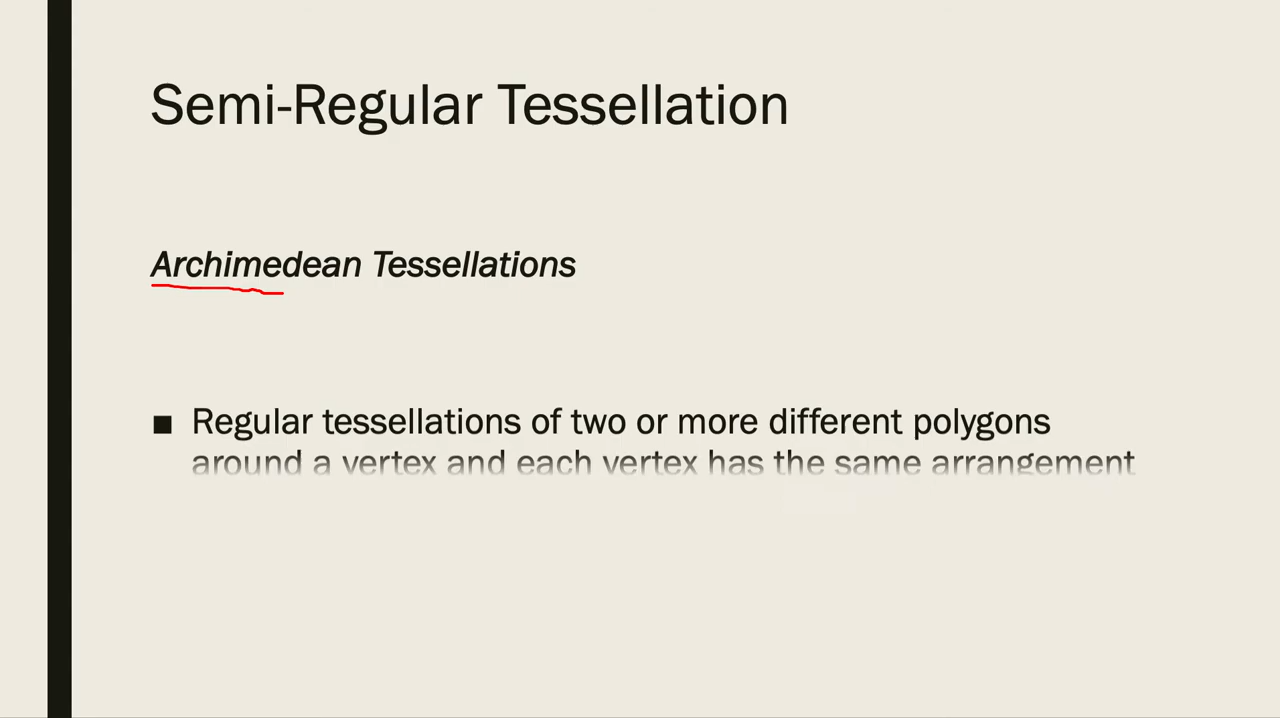 Semi-Regular Tessellation
Archimedean Tessellations
■ Regular tessellations of two or more different polygons
around a vertex and each vertex has the same arrangement